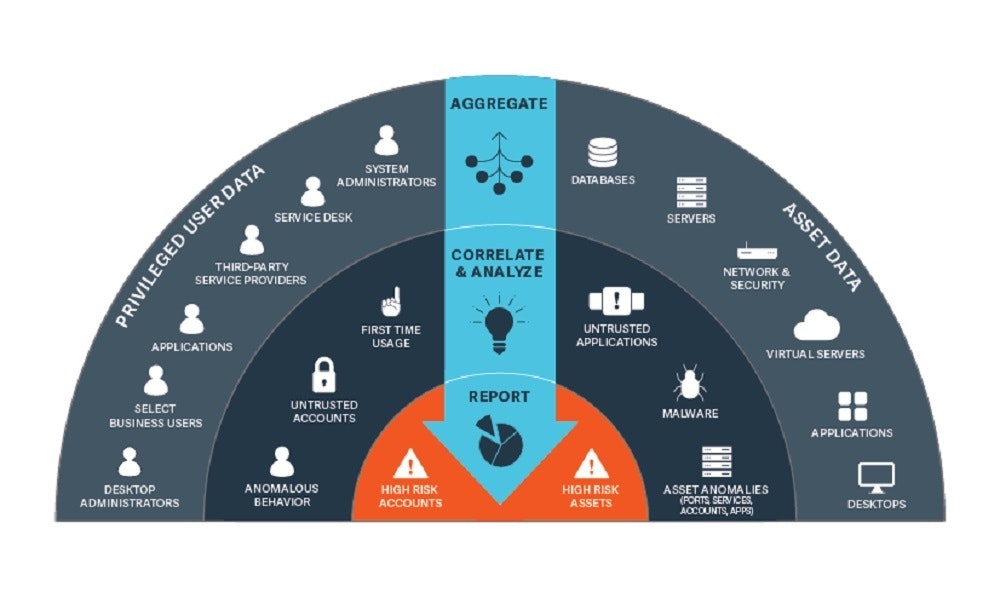 AGGREGATE
PRIVILEGED USER DATA
SYSTEM
ADMINISTRATORS
SERVICE DESK
THIRD-PARTY
SERVICE PROVIDERS
APPLICATIONS
SELECT
BUSINESS USERS
DESKTOP
ADMINISTRATORS
ASSET DATA
DATABASES
SERVERS
NETWORK &
SECURITY
VIRTUAL SERVERS
APPLICATIONS
DESKTOPS
CORRELATE
& ANALYZE
FIRST TIME
USAGE
UNTRUSTED
ACCOUNTS
ANOMALOUS
BEHAVIOR
UNTRUSTED
APPLICATIONS
MALWARE
ASSET ANOMALIES
(PORTS, SERVICES,
ACCOUNTS, APPS)
REPORT
HIGH RISK
ACCOUNTS
HIGH RISK
ASSETS